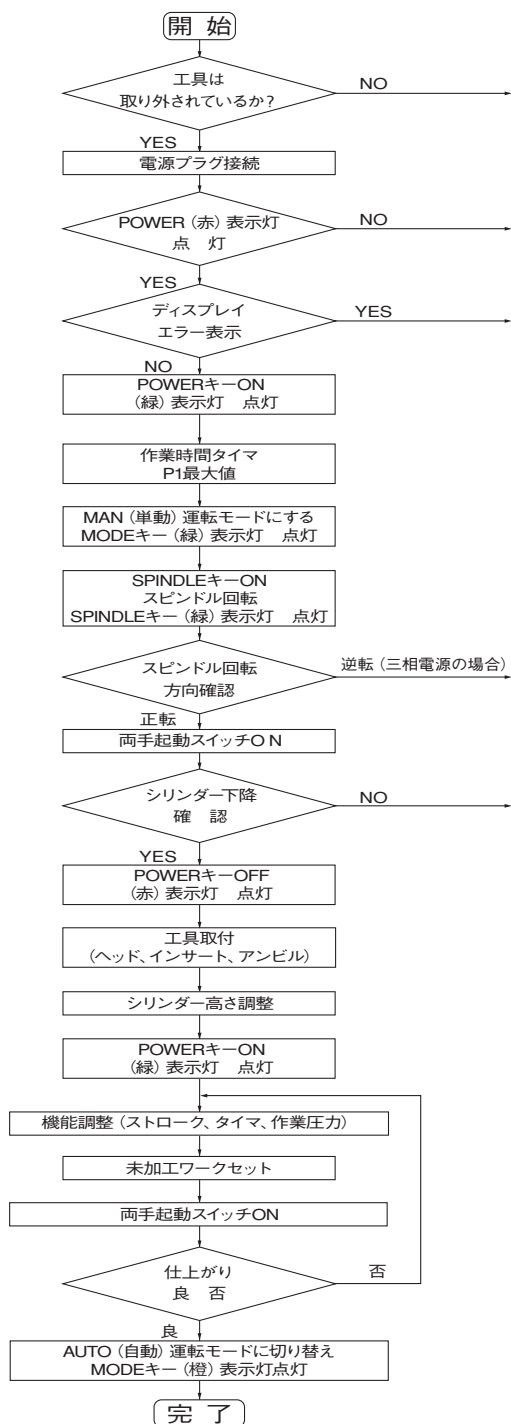 開 始
工具は
取り外されているか?
NO
YES
電源プラグ接続
POWER(赤)表示灯
点 灯
NO
YES
ディスプレイ
エラー表示
YES
NO
POWERキーON
(緑)表示灯 点灯
作業時間タイマ
P1最大値
MAN(単動)運転モードにする
MODEキー(緑)表示灯 点灯
SPINDLEキーON
スピンドル回転
SPINDLEキー(緑)表示灯 点灯
スピンドル回転
方向確認
逆転(三相電源の場合)
正転
両手起動スイッチON
シリンダー下降
確 認
NO
YES
POWERキーOFF
(赤)表示灯 点灯
工具取付
(ヘッド、インサート、アンビル)
シリンダー高さ調整
POWERキーON
(緑)表示灯 点灯
機能調整(ストローク、タイマ、作業圧力)
未加工ワークセット
両手起動スイッチON
仕上がり
良 否
否
良
AUTO(自動)運転モードに切り替え
MODEキー(橙)表示灯点灯
完 了